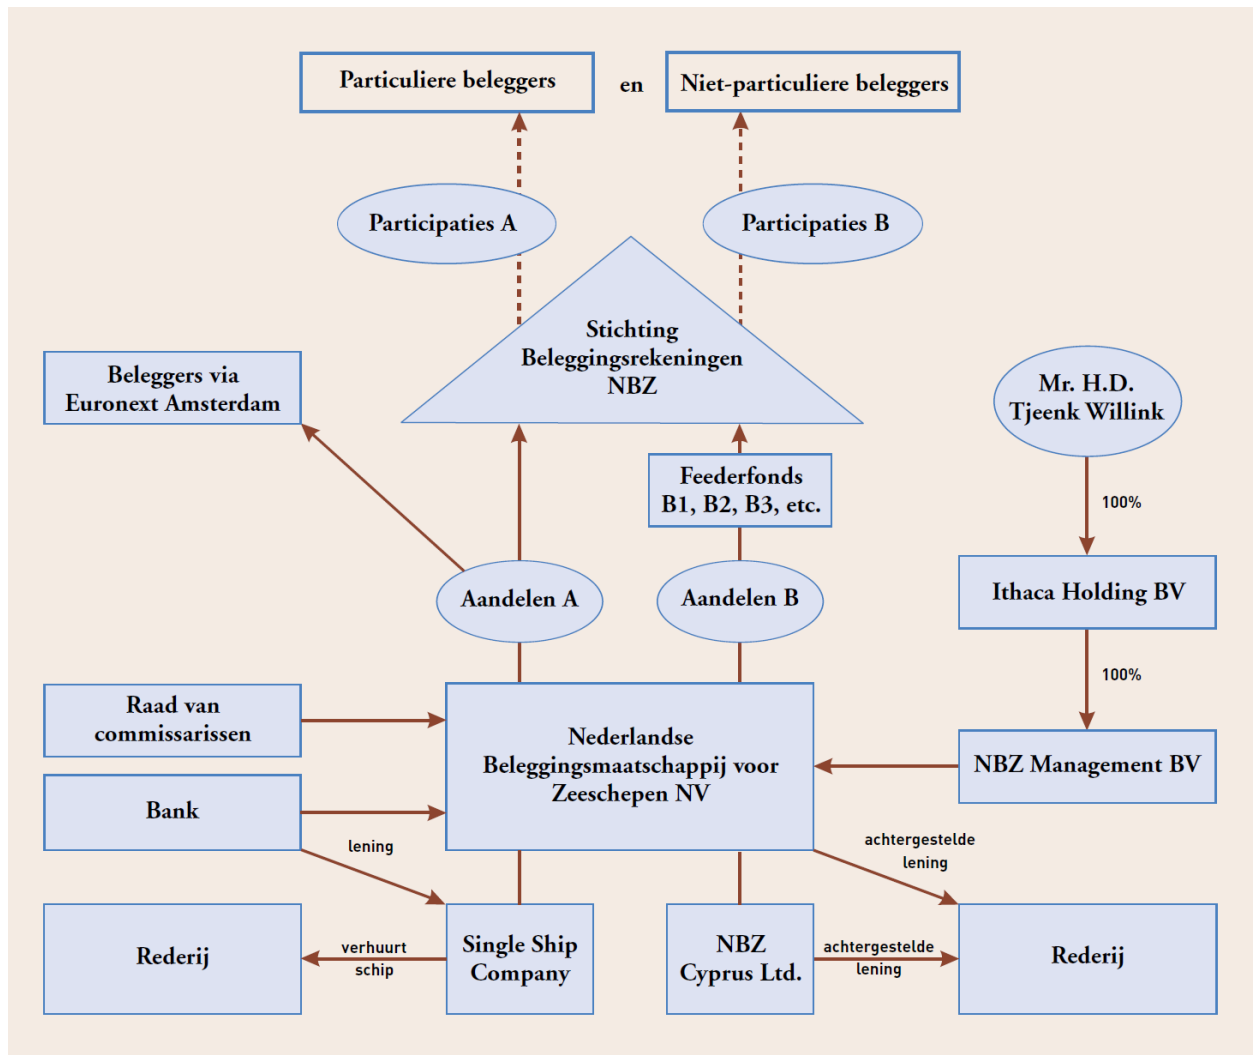 Particuliere beleggers
en
Niet-particuliere beleggers
Participaties A
Participaties B
Stichting
Beleggingsrekeningen
NBZ
Beleggers via
Euronext Amsterdam
Mr. H.D.
Tjeenk Willink
Feederfonds
B1, B2, B3, etc.
100%
Aandelen A
Aandelen B
Ithaca Holding BV
100%
Raad van
commissarissen
Nederlandse
Beleggingsmaatschappij voor
Zeeschepen NV
NBZ Management BV
Bank
lening
achtergestelde
lening
Rederij
verhuurt
schip
Single Ship
Company
NBZ
Cyprus Ltd.
achtergestelde
lening
Rederij